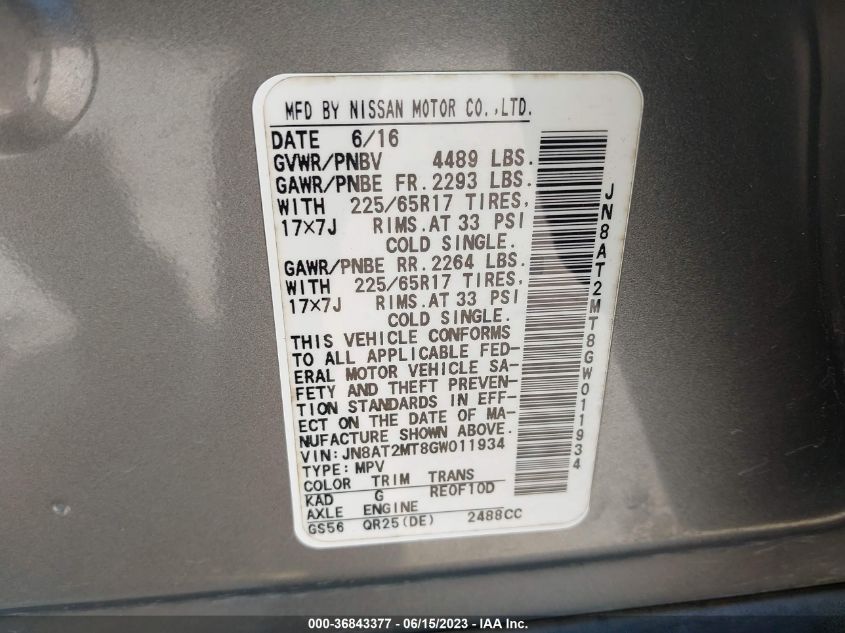 MFD BY NISSAN MOTOR CO.,LTD.
DATE 6/16
GVWR/PNBV 4489 LBS.
GAWR/PNBE FR.2293 LBS.
WITH 225/65R17 TIRES,
17×7J RIMS.AT 33 PSI
COLD SINGLE.
GAWR/PNBE RR.2264 LBS.
WITH 225/65R17 TIRES,
17×7J RIMS.AT 33 PSI
COLD SINGLE.
THIS VEHICLE CONFORMS
TO ALL APPLICABLE FED-
ERAL MOTOR VEHICLE SA-
FETY AND THEFT PREVEN-
TION STANDARDS IN EFF-
ECT ON THE DATE OF MA-
NUFACTURE SHOWN ABOVE.
VIN:JN8AT2MT8GW011934
TYPE:MPV
COLOR TRIM TRANS
KAD G RE0F10D
AXLE ENGINE
GS56 QR25(DE) 2488CC
JN8AT2MT8GW011934
000-36843377 - 06/15/2023 - IAA Inc.